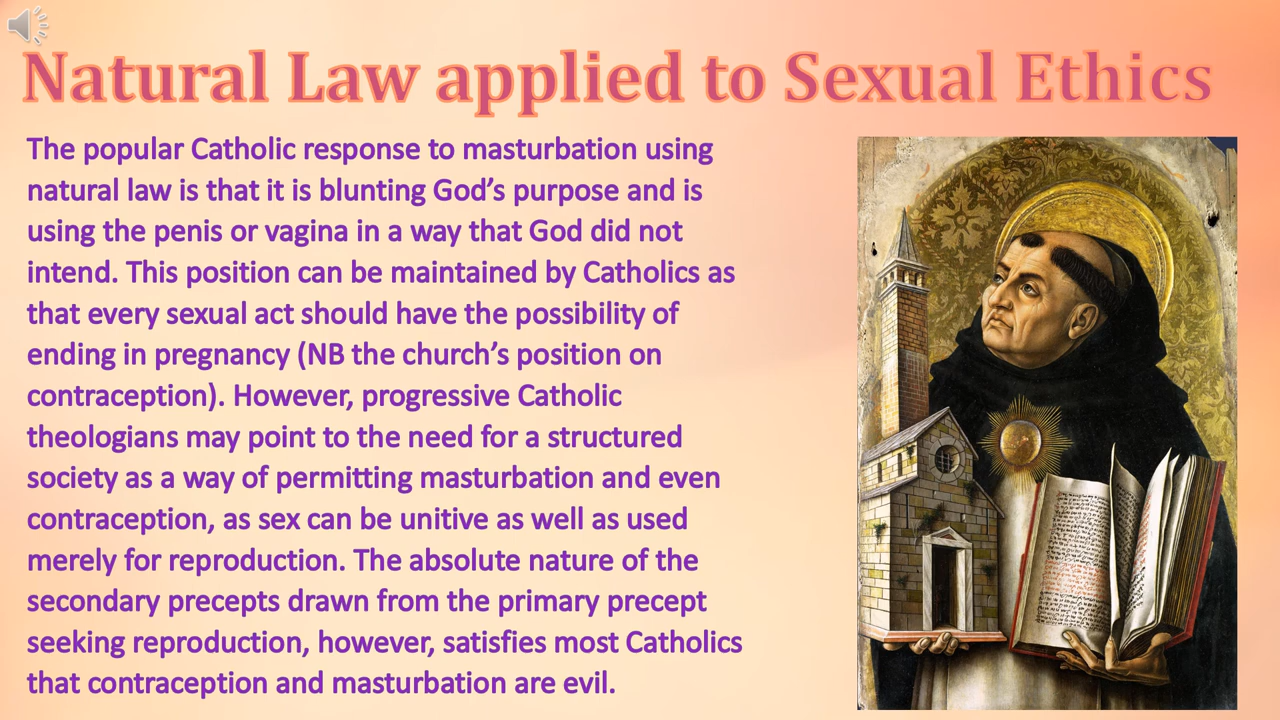 Natural Law applied to Sexual Ethics
The popular Catholic response to masturbation using
natural law is that it is blunting God’s purpose and is
using the penis or vagina in a way that God did not
intend. This position can be maintained by Catholics as
that every sexual act should have the possibility of
ending in pregnancy (NB the church’s position on
contraception). However, progressive Catholic
theologians may point to the need for a structured
society as a way of permitting masturbation and even
contraception, as sex can be unitive as well as used
merely for reproduction. The absolute nature of the
secondary precepts drawn from the primary precept
seeking reproduction, however, satisfies most Catholics
that contraception and masturbation are evil.